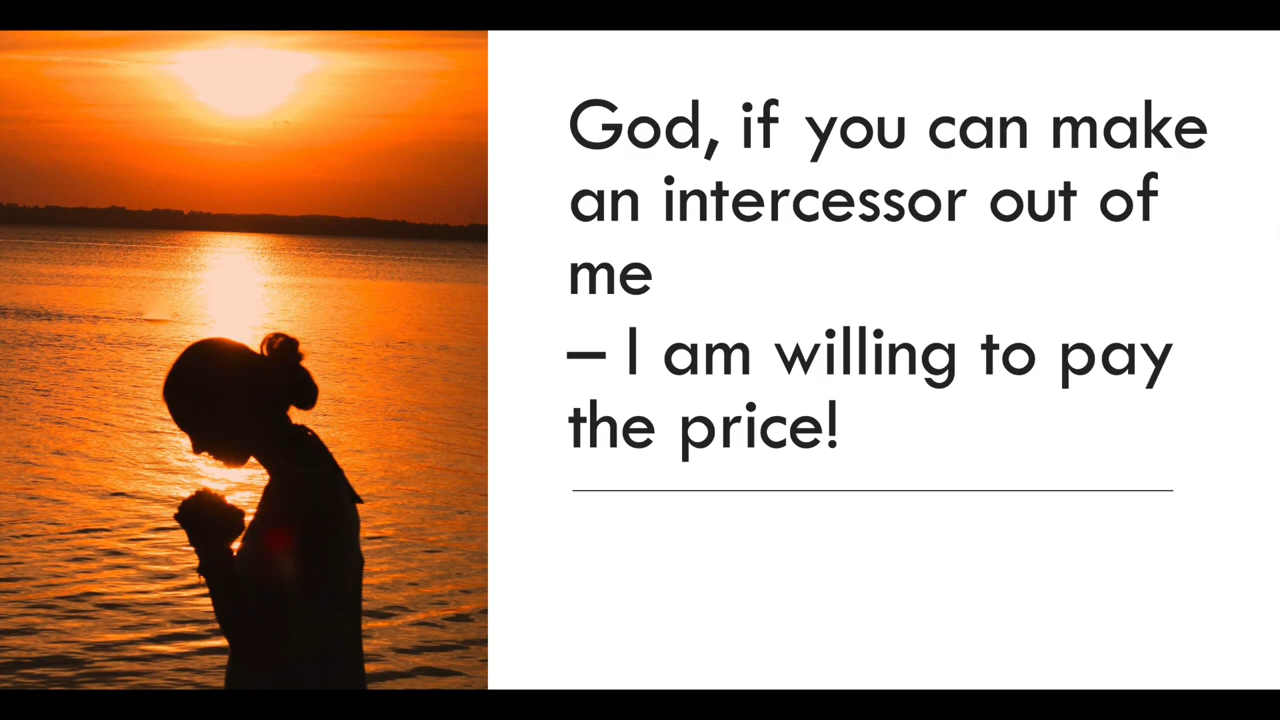 God, if you can make
an intercessor out of
me
– I am willing to pay
the price!